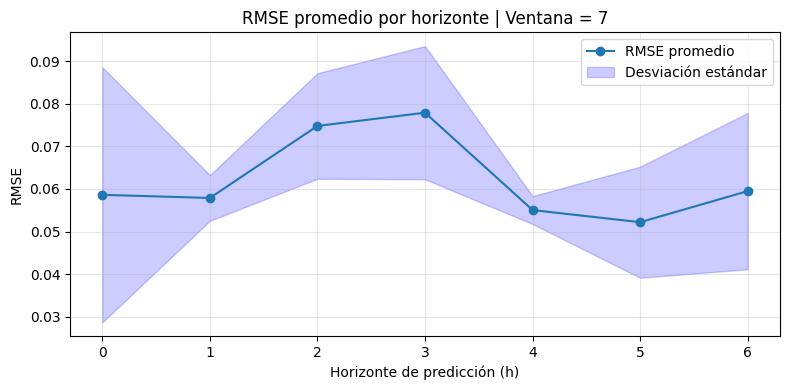 RMSE promedio por horizonte | Ventana = 7
RMSE promedio
Desviación estándar
0.09
0.08
0.07
0.06
0.05
0.04
0.03
RMSE
0 1 2 3 4 5 6
Horizonte de predicción (h)